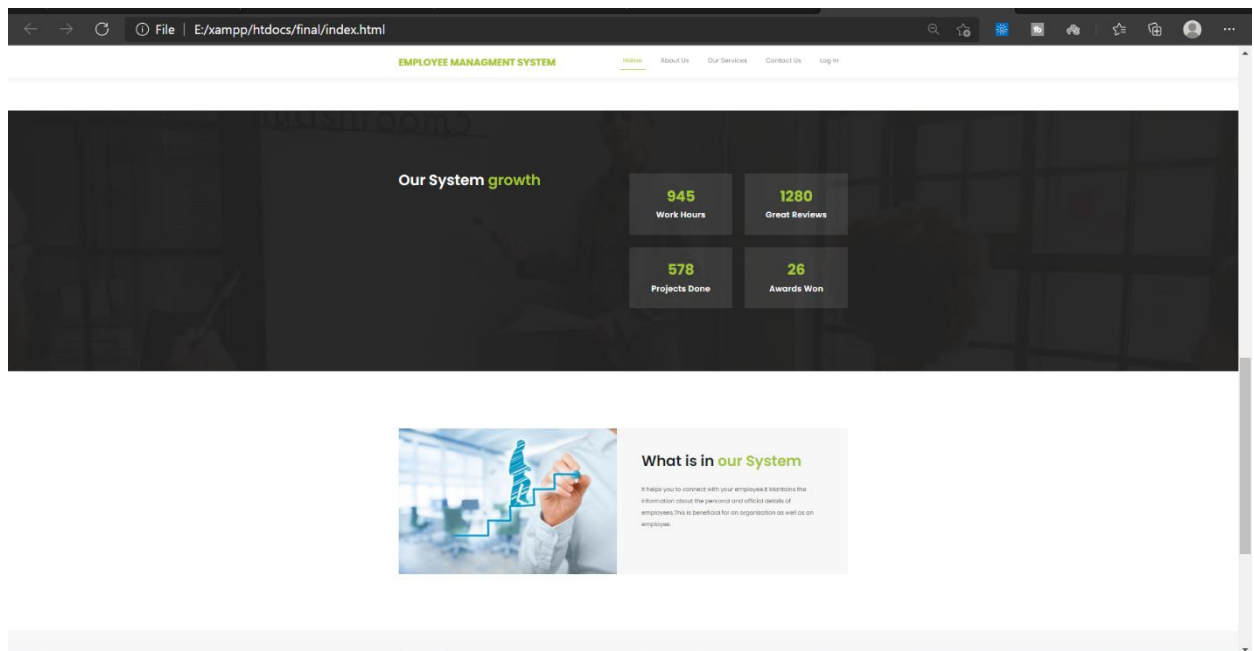 File | E:/xampp/htdocs/final/index.html
EMPLOYEE MANAGMENT SYSTEM
Home About Us Our Services Contact Us Log in
mashrooms
Our System growth
945
Work Hours
1280
Great Reviews
578
Projects Done
26
Awards Won
What is in our System
It helps you to connect with your employee.It Maintains the
information about the personal and official details of
employees.This is beneficial for an organization as well as an
employee.